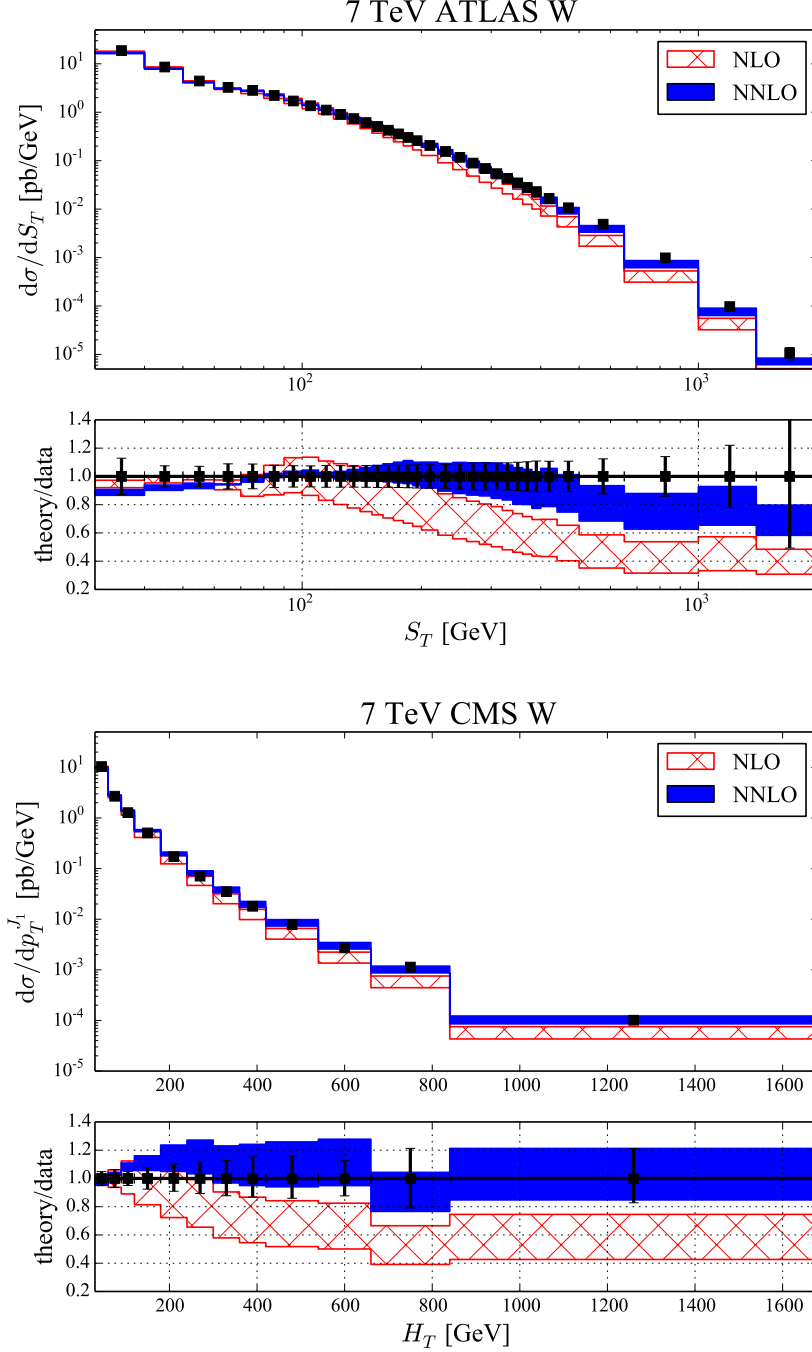 7 TeV ATLAS W
NLO
NNLO
dσ/dS_T [pb/GeV]
10^1
10^0
10^-1
10^-2
10^-3
10^-4
10^-5
10^2
10^3
theory/data
1.4
1.2
1.0
0.8
0.6
0.4
0.2
10^2
10^3
S_T [GeV]
7 TeV CMS W
NLO
NNLO
dσ/dp_T^{J_1} [pb/GeV]
10^1
10^0
10^-1
10^-2
10^-3
10^-4
10^-5
200 400 600 800 1000 1200 1400 1600
theory/data
1.4
1.2
1.0
0.8
0.6
0.4
0.2
200 400 600 800 1000 1200 1400 1600
H_T [GeV]